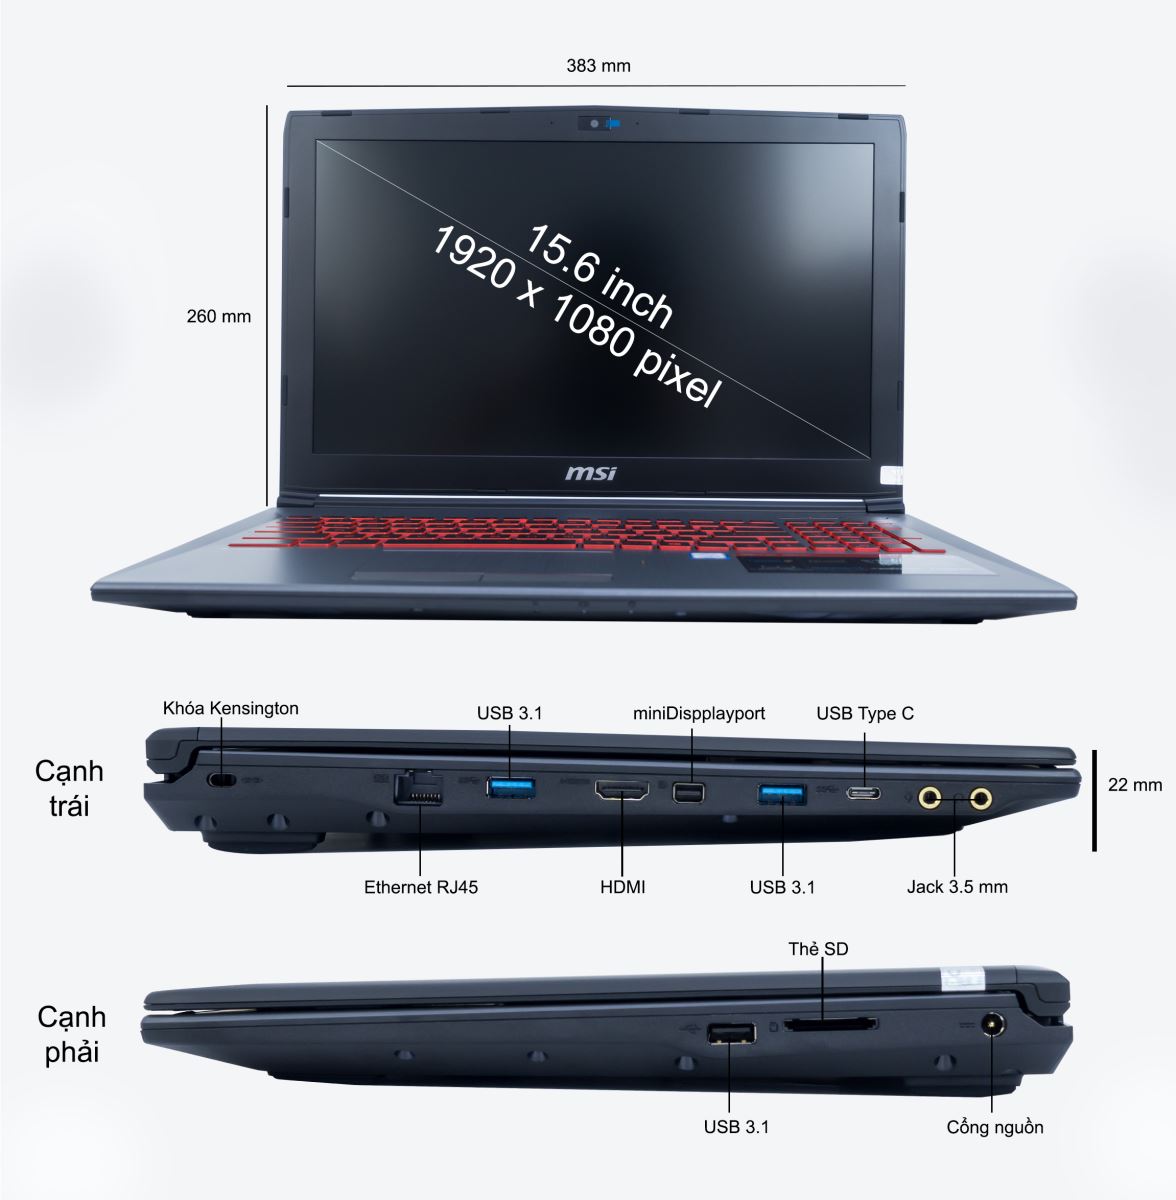 383 mm
260 mm
15.6 inch
1920 x 1080 pixel
msi
Khóa Kensington
USB 3.1
miniDispplayport
USB Type C
Cạnh
trái
22 mm
Ethernet RJ45
HDMI
USB 3.1
Jack 3.5 mm
Thẻ SD
Cạnh
phải
USB 3.1
Cổng nguồn